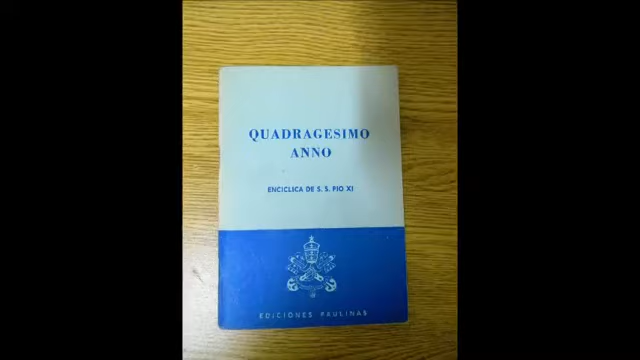 QUADRAGESIMO
ANNO
ENCICLICA DE S. S. PIO XI
EDICIONES PAULINAS